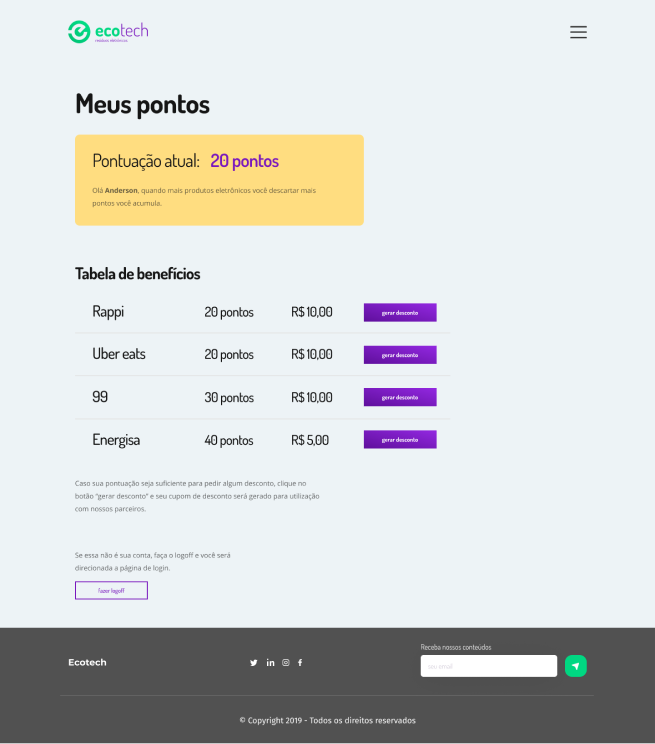 ecotech
resíduos eletrônicos
Meus pontos
Pontuação atual: 20 pontos
Olá Anderson, quando mais produtos eletrônicos você descartar mais
pontos você acumula.
Tabela de benefícios
Rappi 20 pontos R$ 10,00 gerar desconto
Uber eats 20 pontos R$ 10,00 gerar desconto
99 30 pontos R$ 10,00 gerar desconto
Energisa 40 pontos R$ 5,00 gerar desconto
Caso sua pontuação seja suficiente para pedir algum desconto, clique no
botão "gerar desconto" e seu cupom de desconto será gerado para utilização
com nossos parceiros.
Se essa não é sua conta, faça o logoff e você será
direcionada a página de login.
fazer logoff
Receba nossos conteúdos
Ecotech
seu email
© Copyright 2019 - Todos os direitos reservados